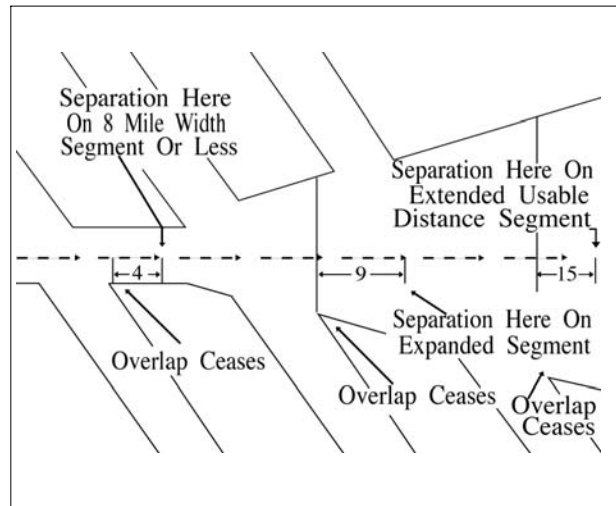 Separation Here
On 8 Mile Width
Segment Or Less
Separation Here On
Extended Usable
Distance Segment
4
9
15
Overlap Ceases
Separation Here On
Expanded Segment
Overlap Ceases
Overlap
Ceases